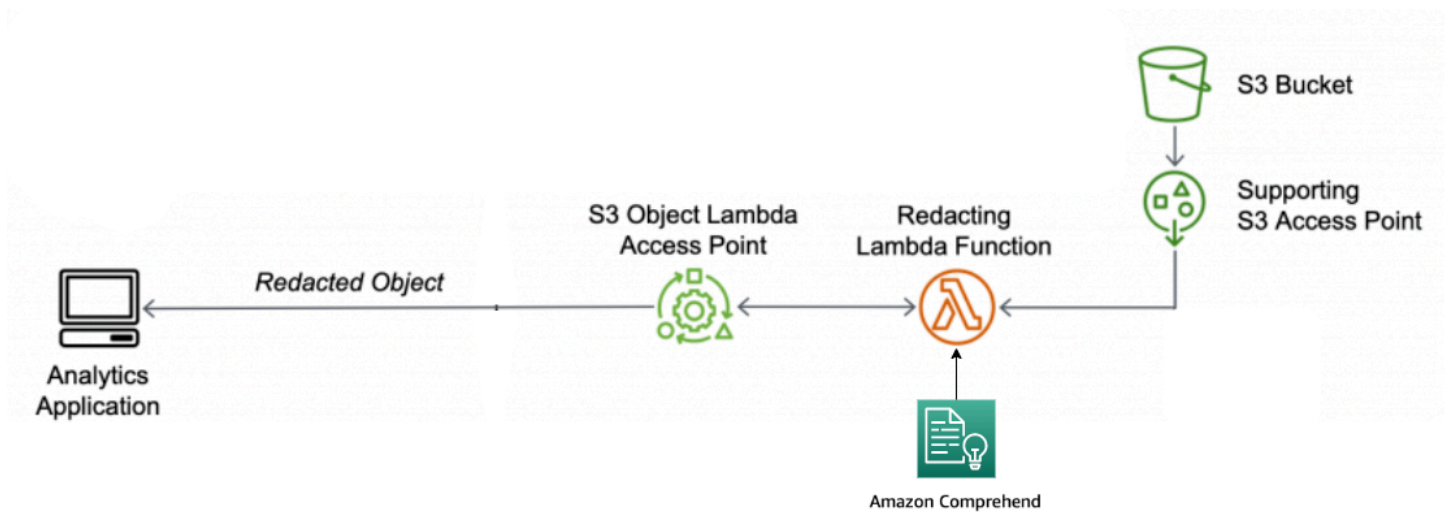 S3 Bucket
Supporting
S3 Access Point
S3 Object Lambda
Access Point
Redacting
Lambda Function
Redacted Object
Analytics
Application
Amazon Comprehend